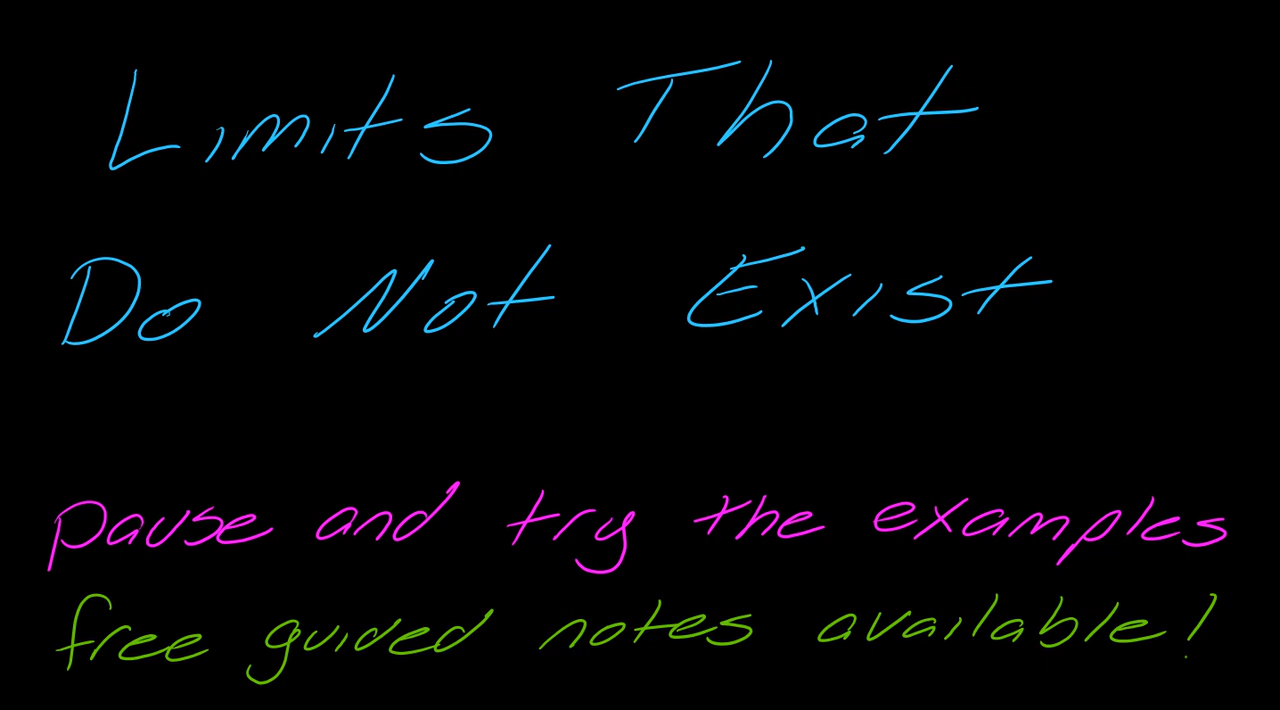 Limits That
Do Not Exist
pause and try the examples
free guided notes available!